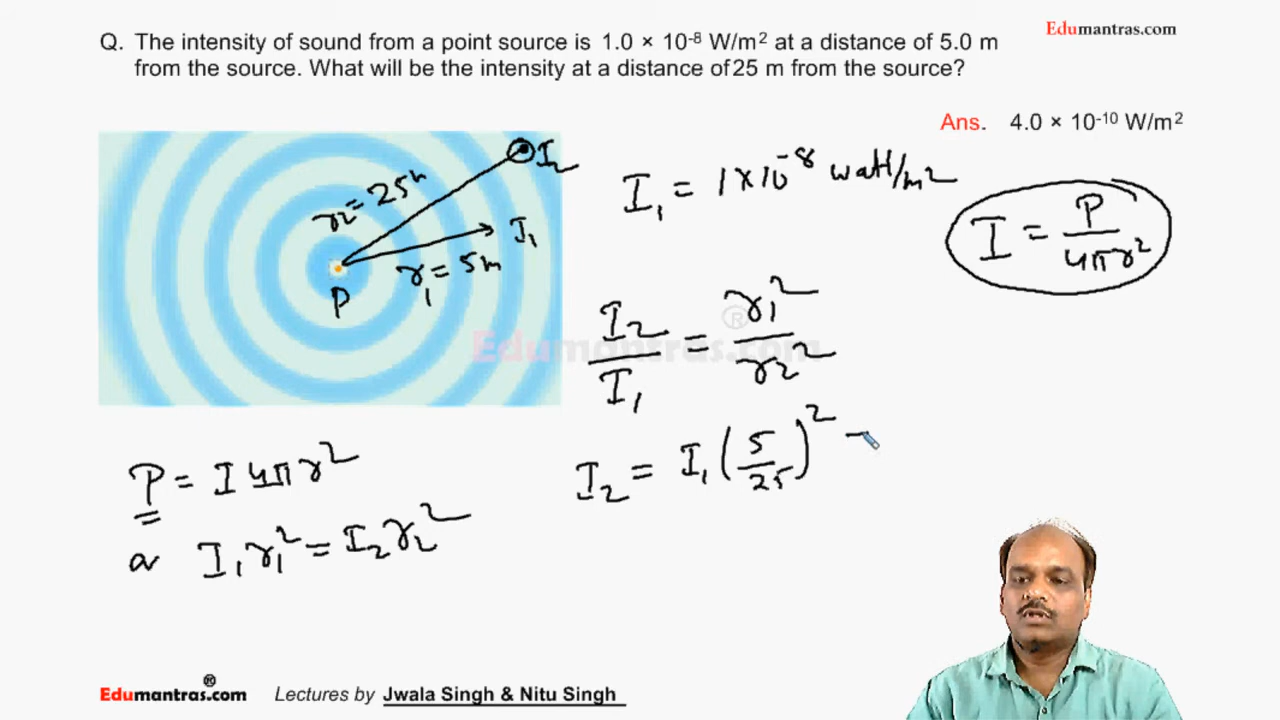 Edumantras.com
Q. The intensity of sound from a point source is 1.0 × 10⁻⁸ W/m² at a distance of 5.0 m
from the source. What will be the intensity at a distance of 25 m from the source?
Ans. 4.0 × 10⁻¹⁰ W/m²
I₂
r₂ = 25m
I₁
r₁ = 5m
P
I₁ = 1 × 10⁻⁸ watt/m²
I = P / 4πr²
I₂ / I₁ = r₁² / r₂²
Edumantras.com ®
P = I 4πr²
I₂ = I₁ (5/25)² =
a I₁r₁² = I₂r₂²
Edumantras.com ®
Lectures by Jwala Singh & Nitu Singh